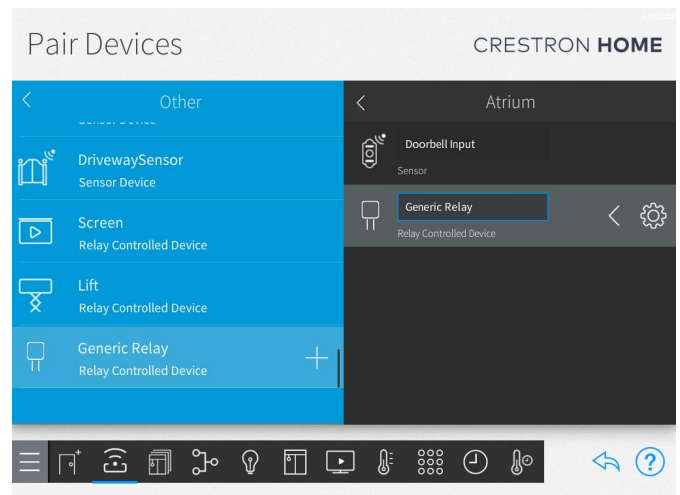 Pair Devices
CRESTRON HOME
Other
DrivewaySensor
Sensor Device
Screen
Relay Controlled Device
Lift
Relay Controlled Device
Generic Relay
Relay Controlled Device
Atrium
Doorbell Input
Sensor
Generic Relay
Relay Controlled Device
?